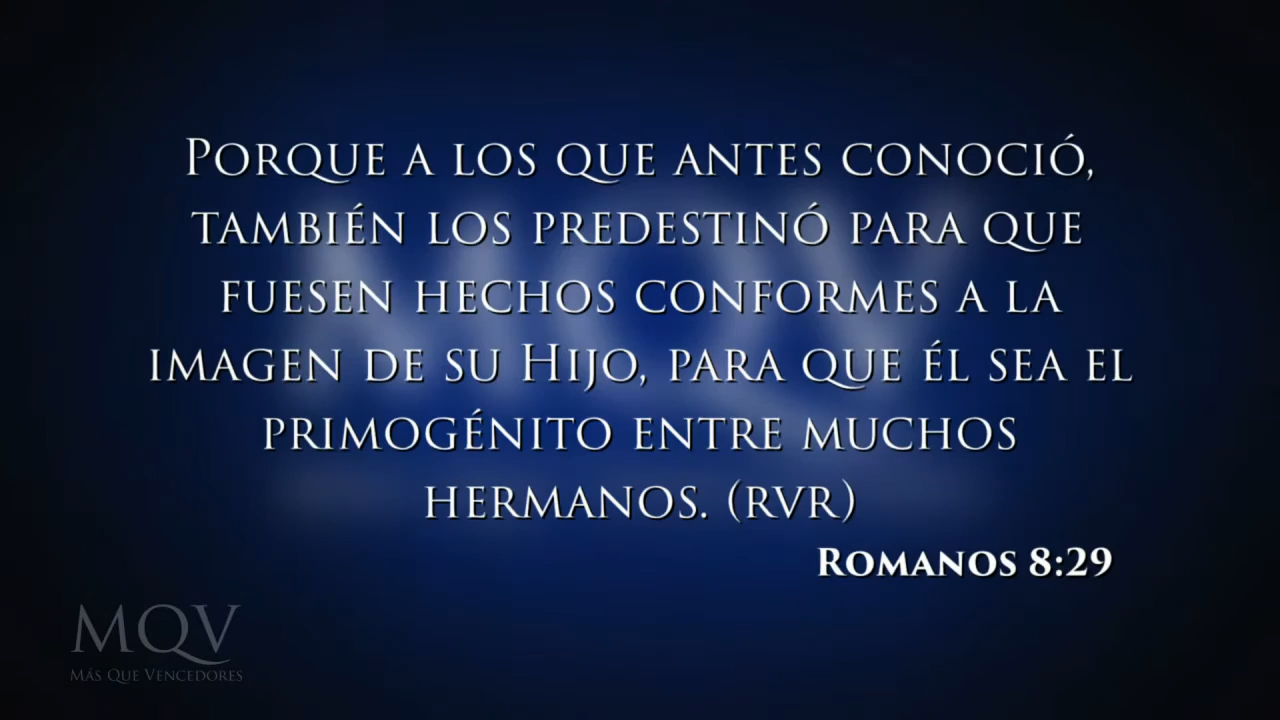 Porque a los que antes conoció,
también los predestinó para que
fuesen hechos conformes a la
imagen de su Hijo, para que él sea el
primogénito entre muchos
hermanos. (rvr)
Romanos 8:29
MQV
Más Que Vencedores